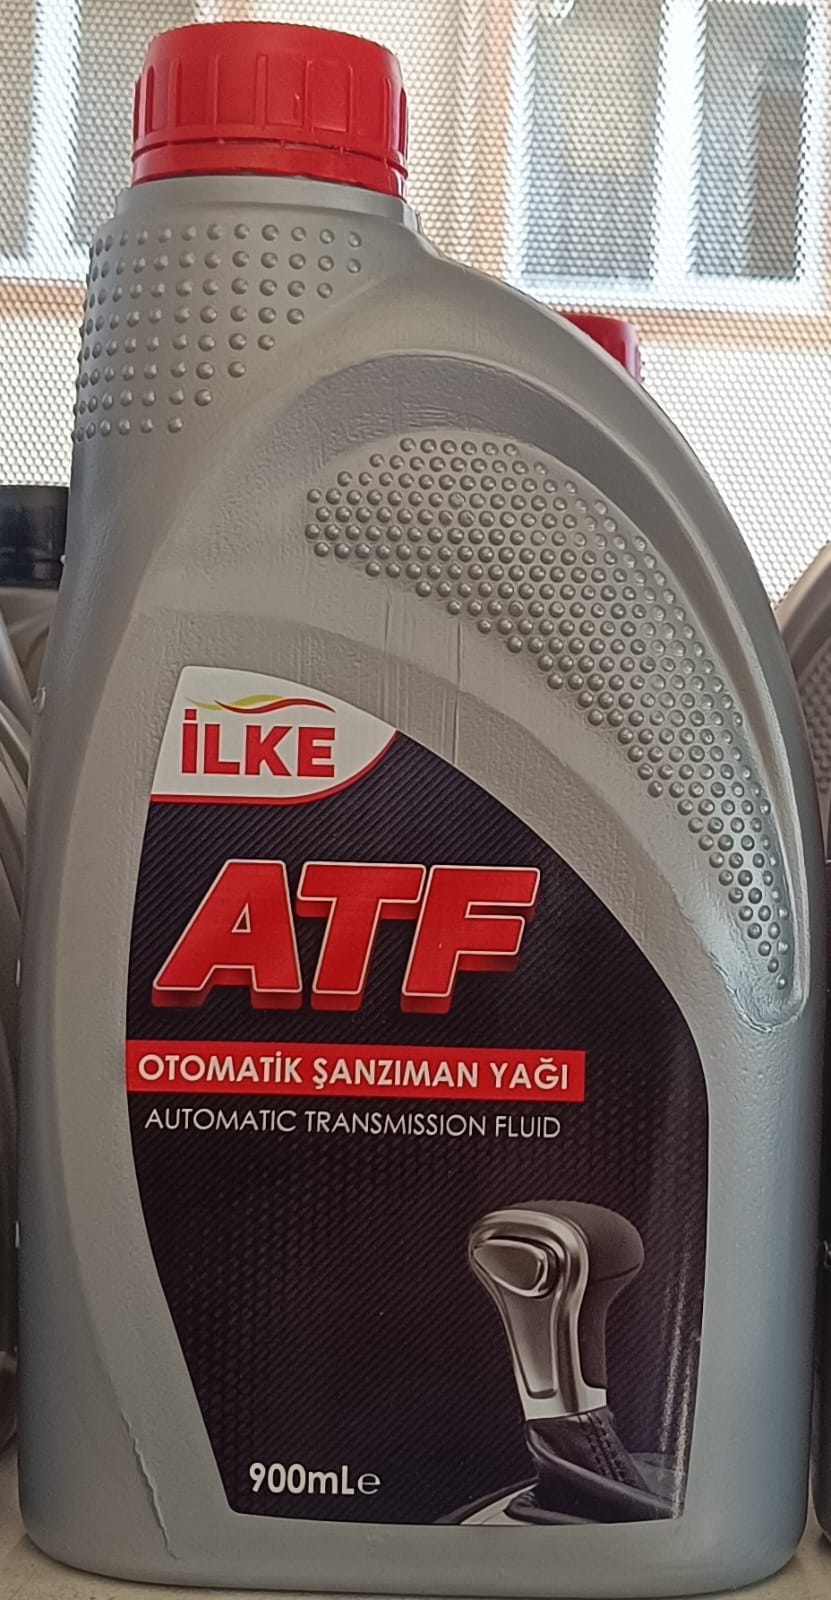 İLKE
ATF
OTOMATİK ŞANZIMAN YAĞI
AUTOMATIC TRANSMISSION FLUID
900mL℮